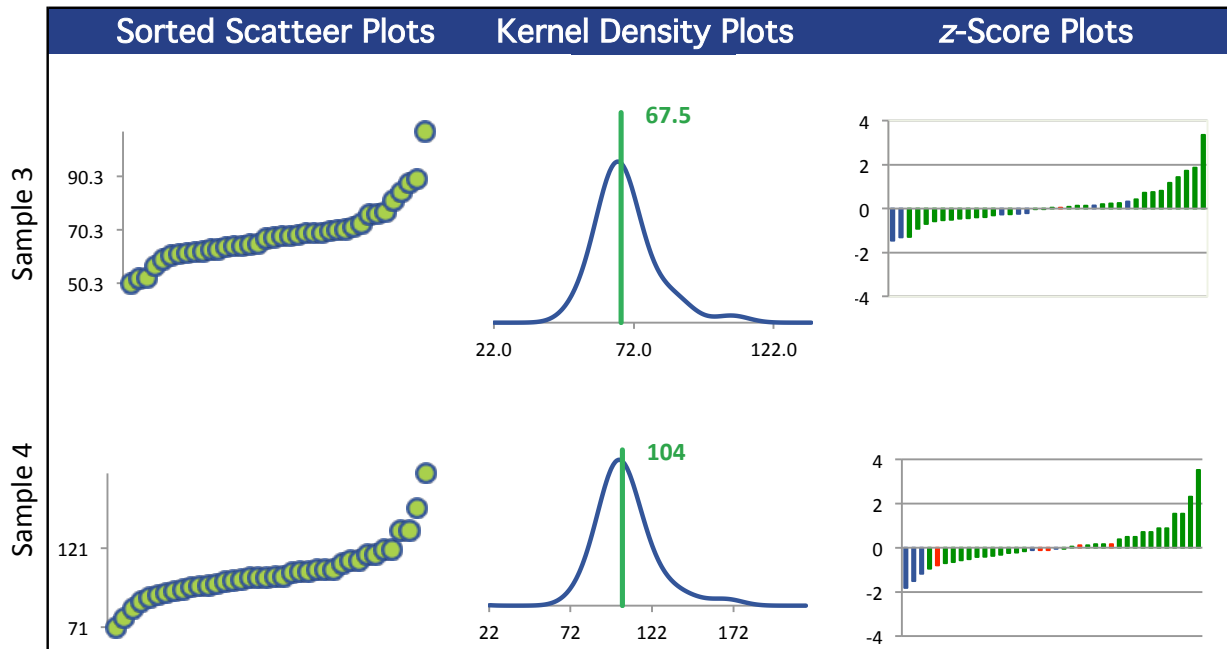 Sorted Scatteer Plots
Kernel Density Plots
z-Score Plots
Sample 3
90.3
70.3
50.3
67.5
22.0 72.0 122.0
4
2
0
-2
-4
Sample 4
121
71
104
22 72 122 172
4
2
0
-2
-4